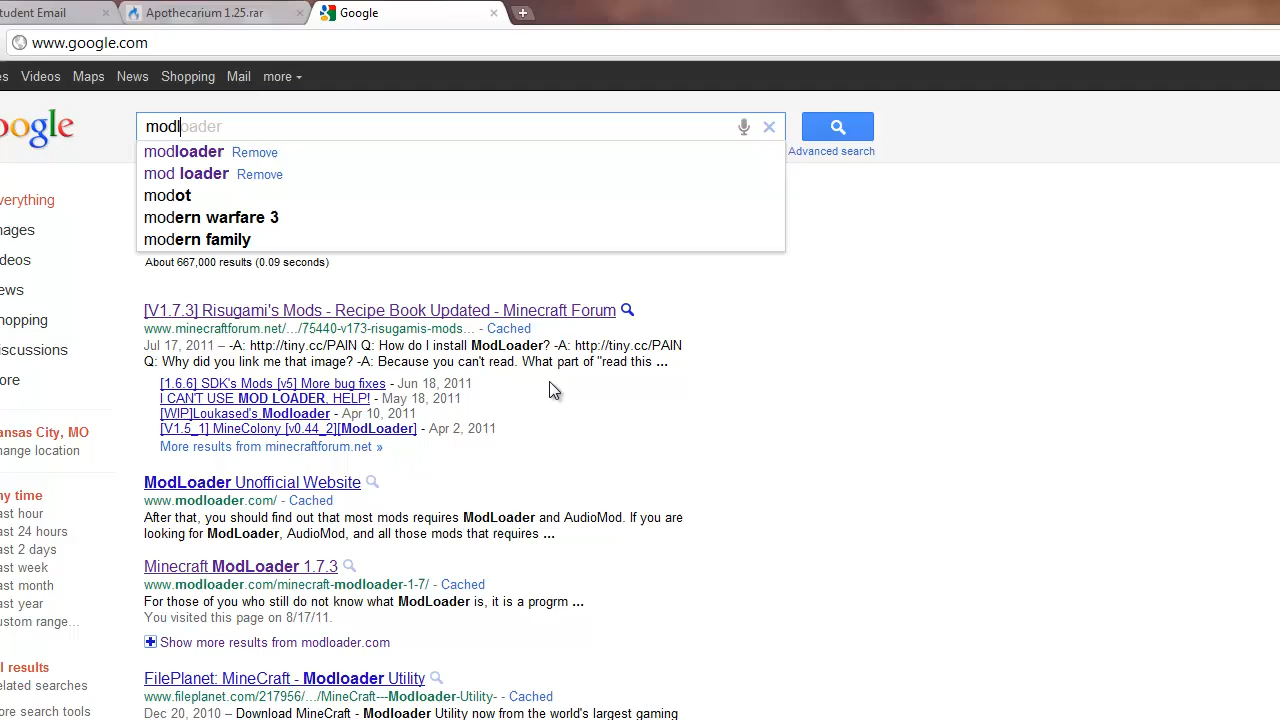 tudent Email
Apothecarium 1.25.rar
Google
www.google.com
es Videos Maps News Shopping Mail more
oogle
modloader
Advanced search
modloader Remove
mod loader Remove
modot
modern warfare 3
modern family
About 667,000 results (0.09 seconds)
verything
mages
deos
ews
hopping
iscussions
ore
ansas City, MO
hange location
ny time
ast hour
ast 24 hours
ast 2 days
ast week
ast month
ast year
ustom range...
ll results
elated searches
ore search tools
[V1.7.3] Risugami's Mods - Recipe Book Updated - Minecraft Forum
www.minecraftforum.net/.../75440-v173-risugamis-mods... - Cached
Jul 17, 2011 – -A: http://tiny.cc/PAIN Q: How do I install ModLoader? -A: http://tiny.cc/PAIN
Q: Why did you link me that image? -A: Because you can't read. What part of "read this ...
[1.6.6] SDK's Mods [v5] More bug fixes - Jun 18, 2011
I CAN'T USE MOD LOADER, HELP! - May 18, 2011
[WIP]Loukased's Modloader - Apr 10, 2011
[V1.5_1] MineColony [v0.44_2][ModLoader] - Apr 2, 2011
More results from minecraftforum.net »
ModLoader Unofficial Website
www.modloader.com/ - Cached
After that, you should find out that most mods requires ModLoader and AudioMod. If you are
looking for ModLoader, AudioMod, and all those mods that requires ...
Minecraft ModLoader 1.7.3
www.modloader.com/minecraft-modloader-1-7/ - Cached
For those of you who still do not know what ModLoader is, it is a progrm ...
You visited this page on 8/17/11.
Show more results from modloader.com
FilePlanet: MineCraft - Modloader Utility
www.fileplanet.com/217956/.../MineCraft---Modloader-Utility- - Cached
Dec 20, 2010 – Download MineCraft - Modloader Utility now from the world's largest gaming